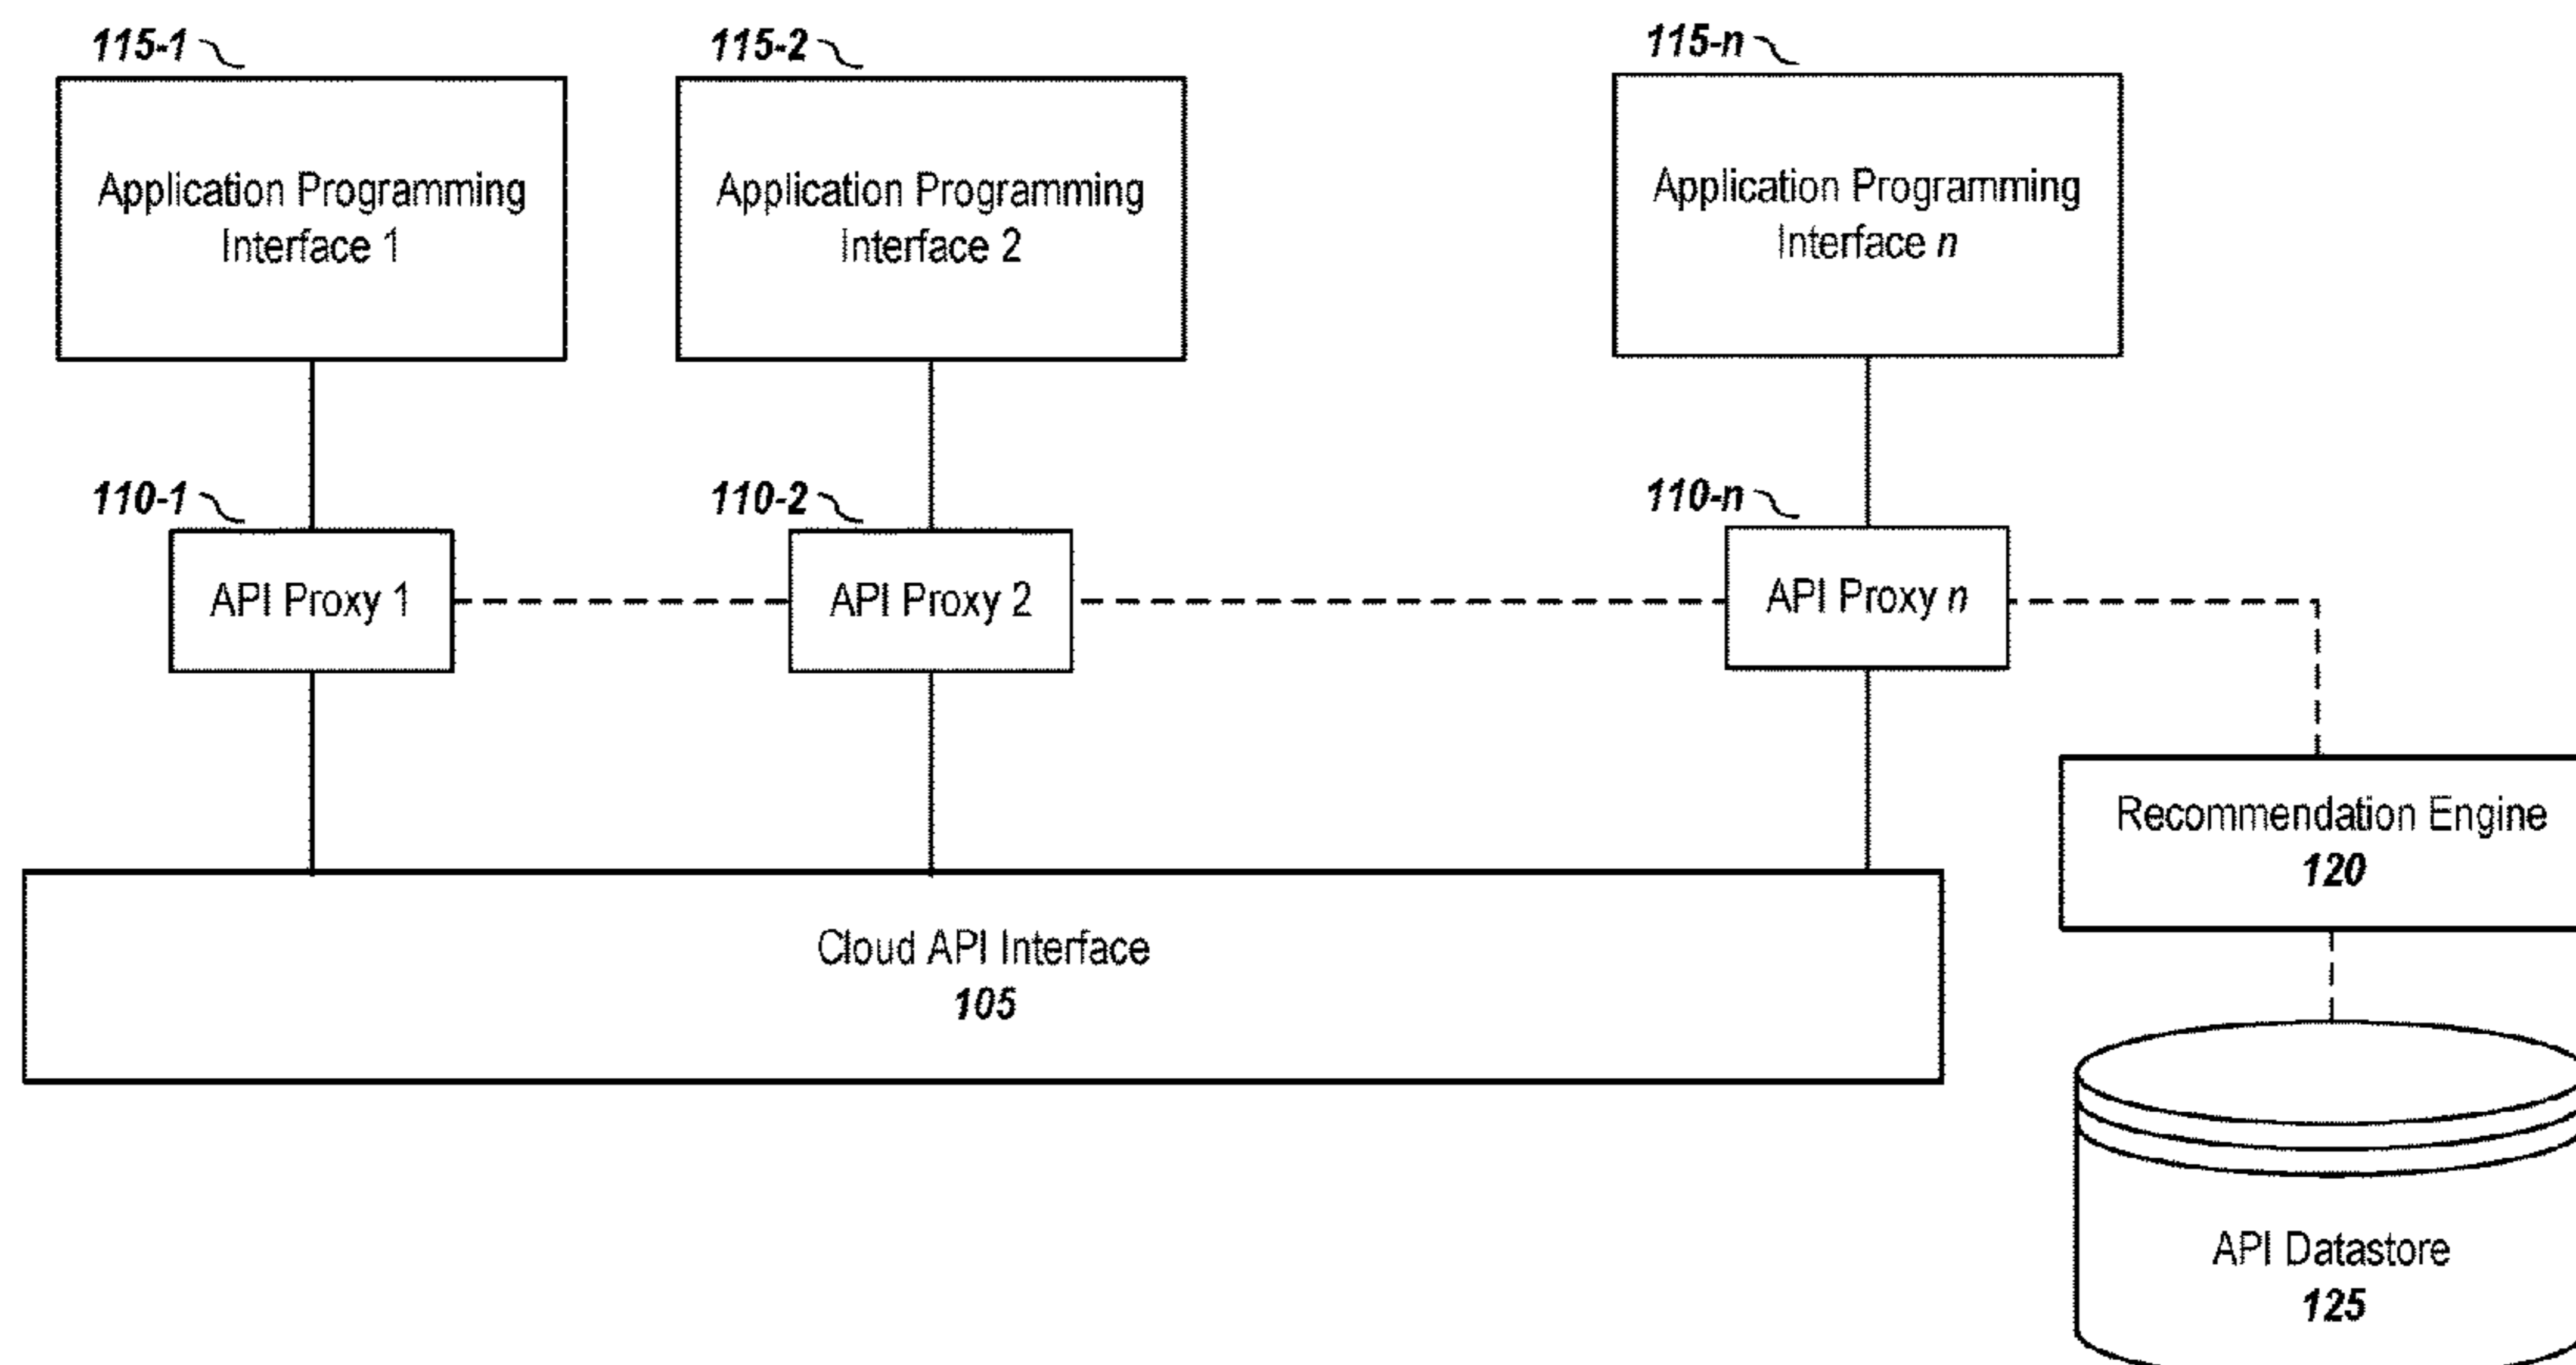 115-1
115-2
115-n
Application Programming
Interface 1
Application Programming
Interface 2
Application Programming
Interface n
110-1
110-2
110-n
API Proxy 1
API Proxy 2
API Proxy n
Recommendation Engine
120
Cloud API Interface
105
API Datastore
125